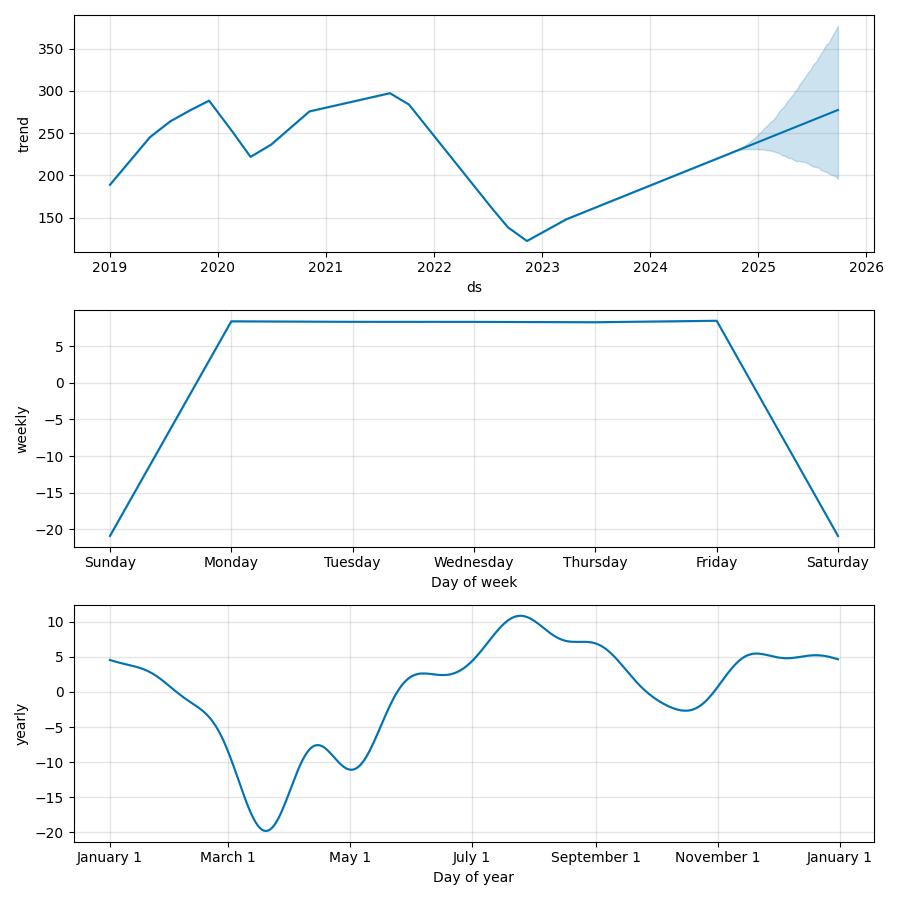 350
300
250
200
150
trend
2019 2020 2021 2022 2023 2024 2025 2026
ds
5
0
−5
−10
−15
−20
weekly
Sunday Monday Tuesday Wednesday Thursday Friday Saturday
Day of week
10
5
0
−5
−10
−15
−20
yearly
January 1 March 1 May 1 July 1 September 1 November 1 January 1
Day of year